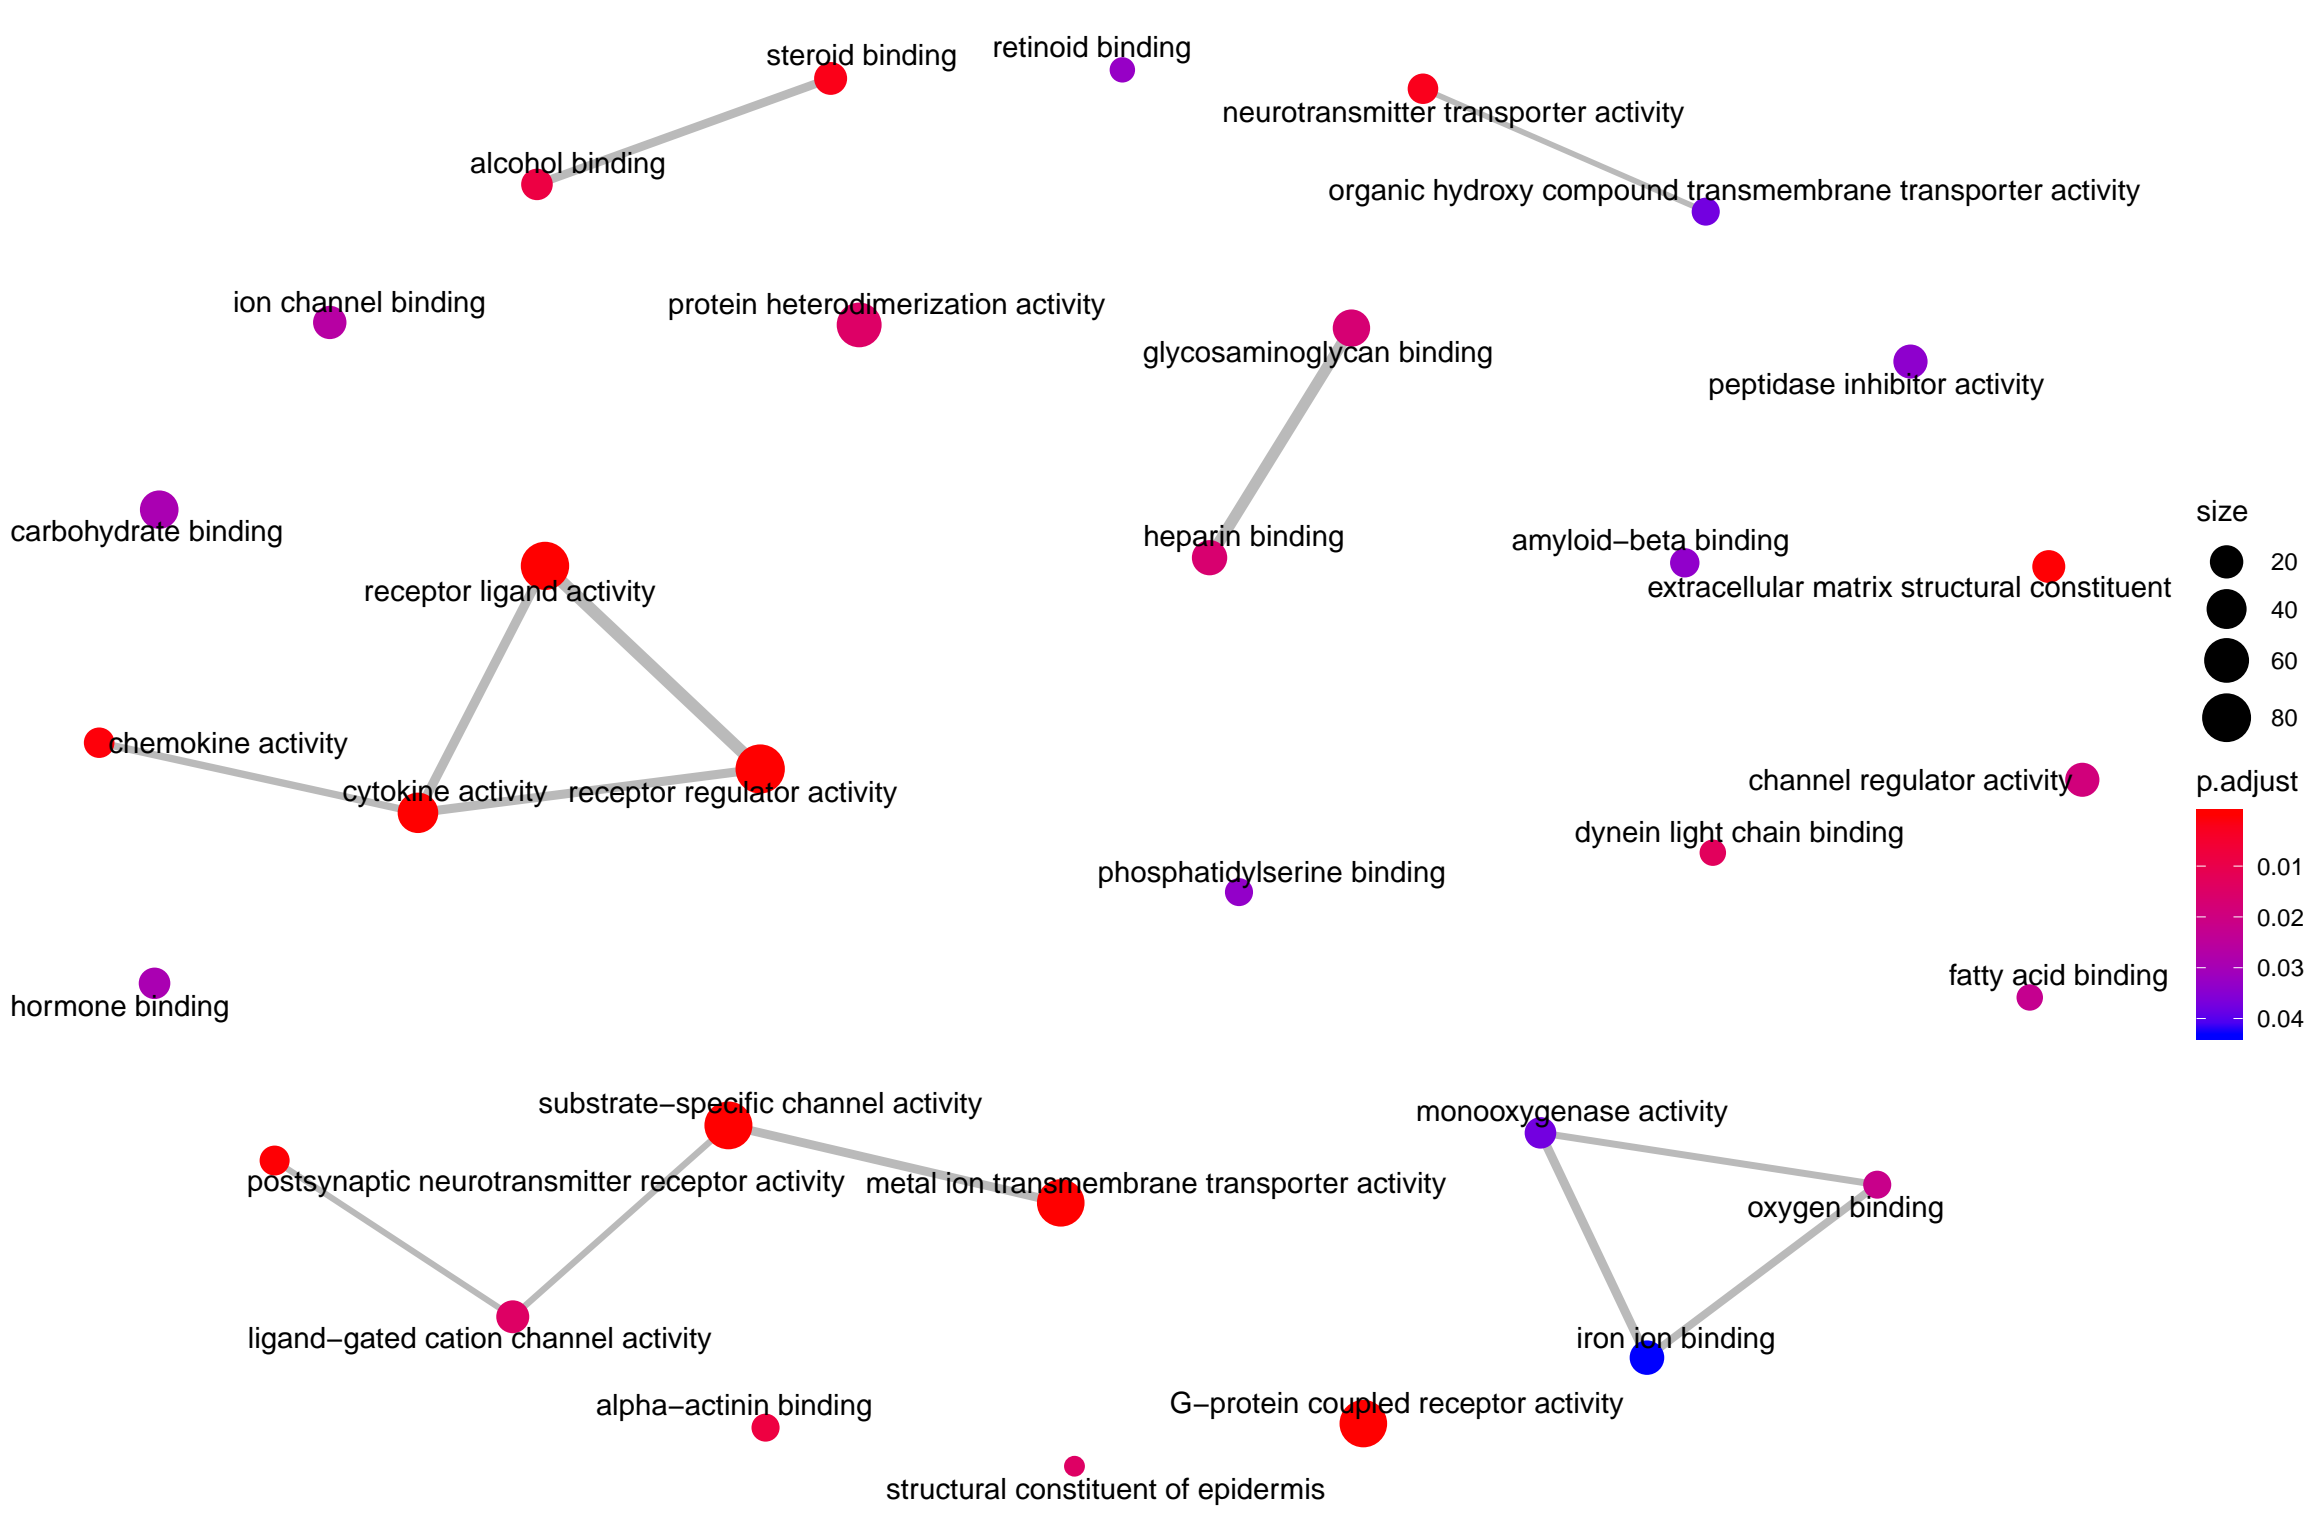 retinoid binding
steroid binding
neurotransmitter transporter activity
alcohol binding
organic hydroxy compound transmembrane transporter activity
ion channel binding
protein heterodimerization activity
glycosaminoglycan binding
peptidase inhibitor activity
carbohydrate binding
heparin binding
amyloid−beta binding
extracellular matrix structural constituent
receptor ligand activity
chemokine activity
cytokine activity
receptor regulator activity
channel regulator activity
dynein light chain binding
phosphatidylserine binding
fatty acid binding
hormone binding
substrate−specific channel activity
monooxygenase activity
postsynaptic neurotransmitter receptor activity
metal ion transmembrane transporter activity
oxygen binding
ligand−gated cation channel activity
iron ion binding
alpha−actinin binding
G−protein coupled receptor activity
structural constituent of epidermis
size
20
40
60
80
p.adjust
0.01
0.02
0.03
0.04